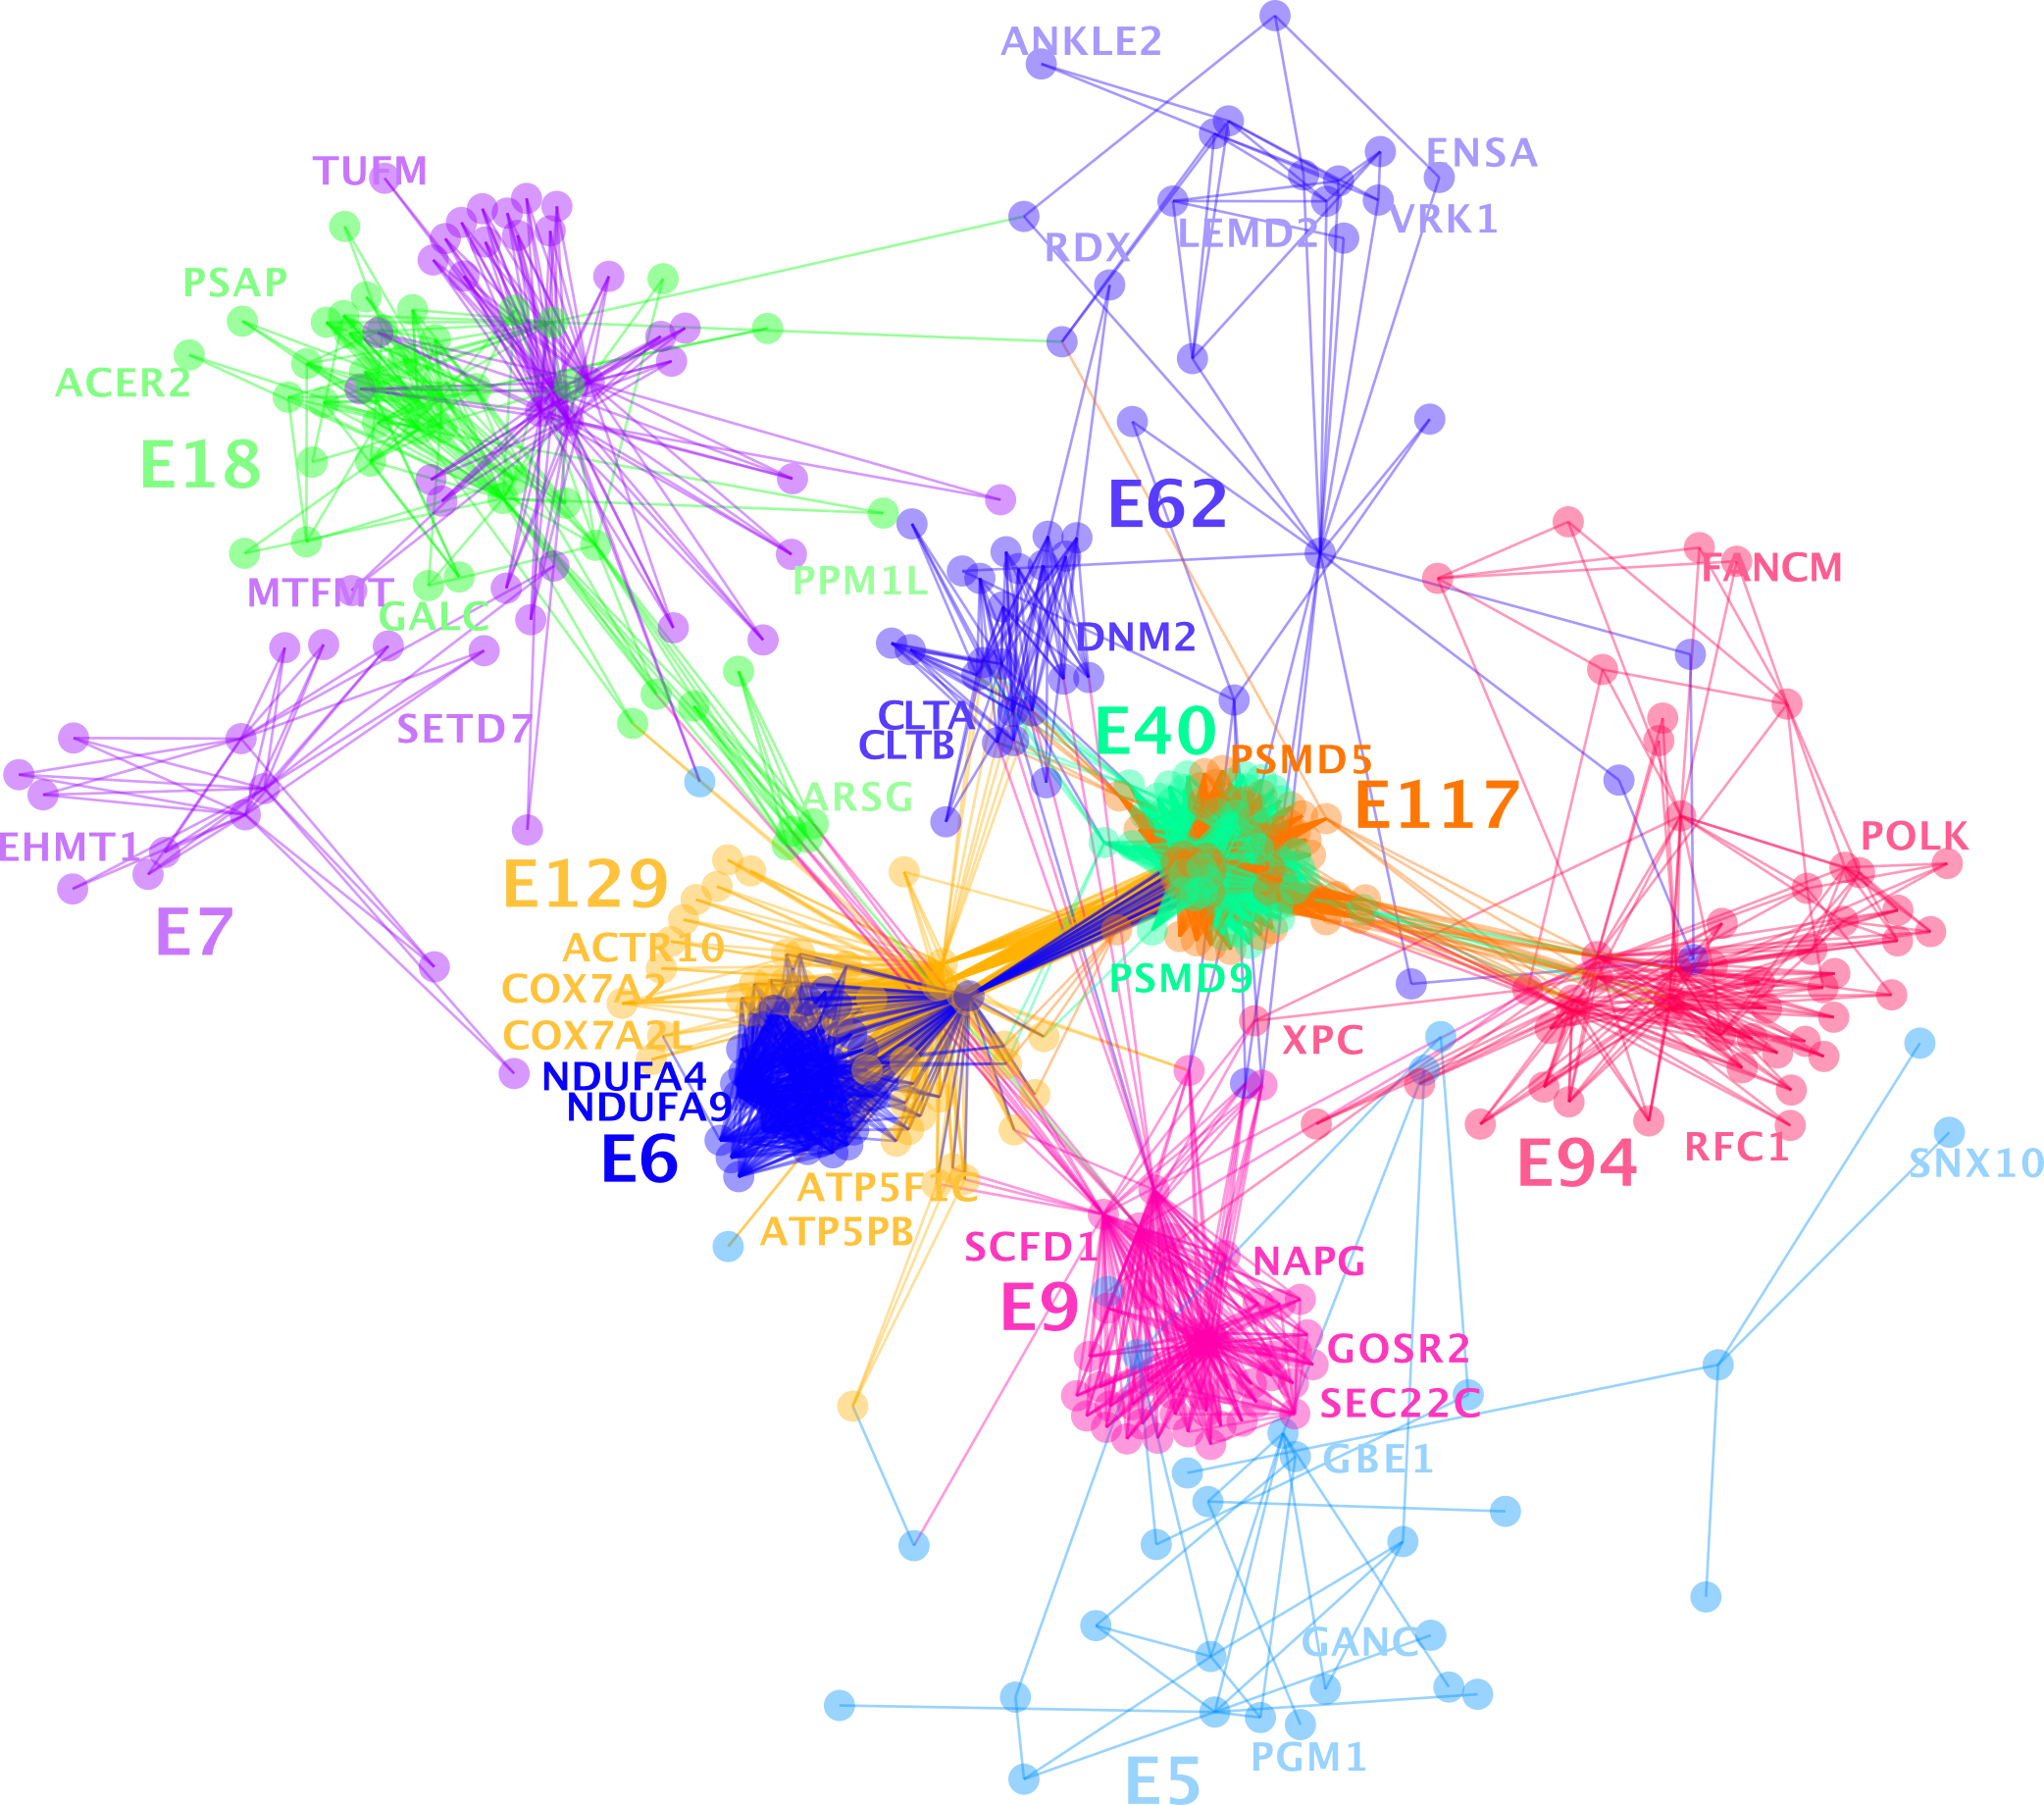 ANKLE2
ENSA
TUFM
VRK1
RDX
LEMD2
PSAP
ACER2
E18
E62
FANCM
MTFMT
PPM1L
GALC
DNM2
SETD7
CLTA
E40
CLTB
PSMD5
ARSG
E117
EHMT1
POLK
E129
E7
ACTR10
PSMD9
COX7A2
COX7A2L
XPC
NDUFA4
NDUFA9
E6
E94
RFC1
SNX10
ATP5F1C
ATP5PB
SCFD1
NAPG
E9
GOSR2
SEC22C
GBE1
GANC
PGM1
E5